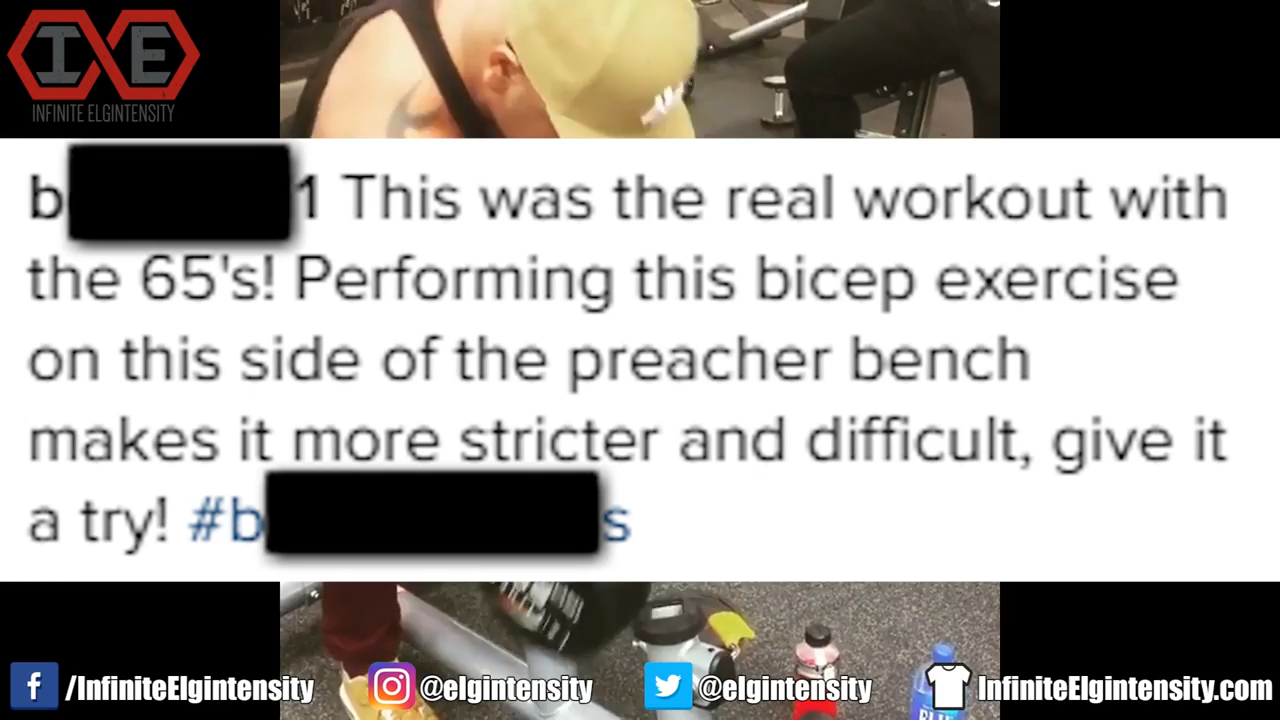 IE
INFINITE ELGINTENSITY
b 1 This was the real workout with
the 65's! Performing this bicep exercise
on this side of the preacher bench
makes it more stricter and difficult, give it
a try! #b s
/InfiniteElgintensity @elgintensity @elgintensity InfiniteElgintensity.com